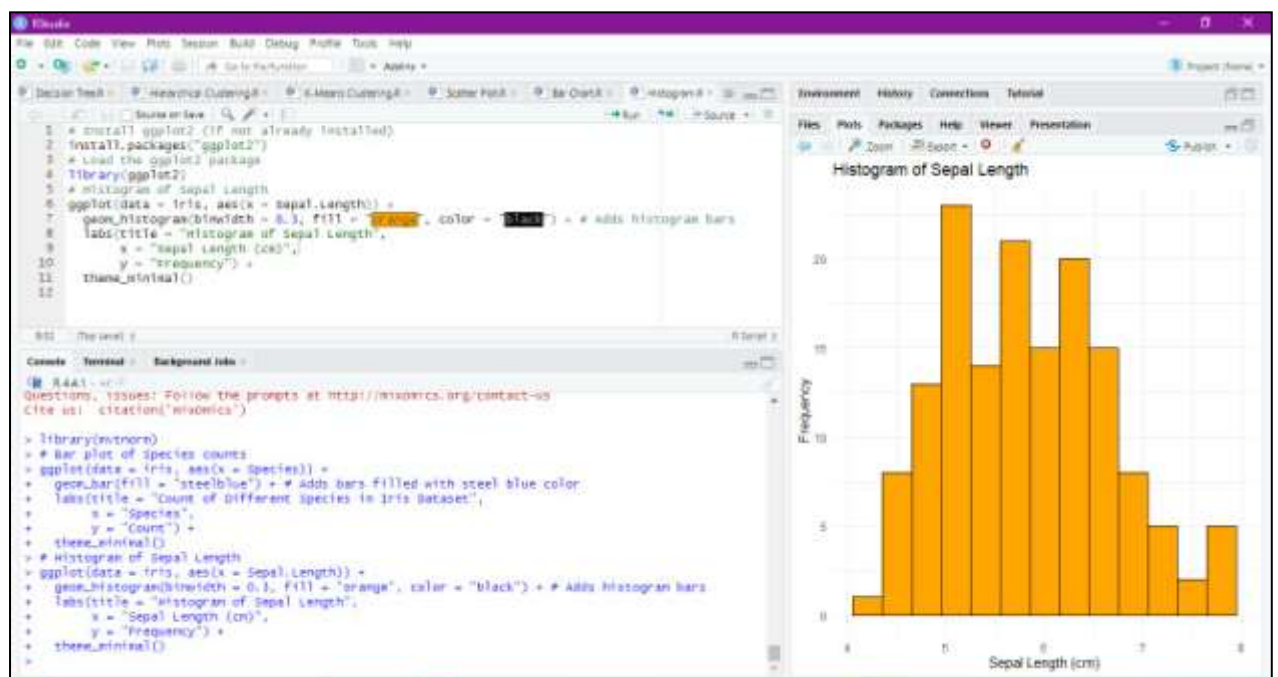 RStudio
File Edit Code View Plots Session Build Debug Profile Tools Help
Go to file/function Addins
Project: (None)
Decision Tree.R Hierarchical Clustering.R K-Means Clustering.R Scatter Plot.R Bar Chart.R Histogram.R
Source on Save Run Source
1 # Install ggplot2 (if not already installed)
2 install.packages("ggplot2")
3 # Load the ggplot2 package
4 library(ggplot2)
5 # Histogram of Sepal Length
6 ggplot(data = iris, aes(x = Sepal.Length)) +
7 geom_histogram(binwidth = 0.3, fill = "orange", color = "black") + # Adds histogram bars
8 labs(title = "Histogram of Sepal Length",
9 x = "Sepal Length (cm)",
10 y = "Frequency") +
11 theme_minimal()
12
(Top Level) R Script
Console Terminal Background Jobs
R 4.4.1
Questions, issues: Follow the prompts at http://mixomics.org/contact-us
Cite us: citation('mixOmics')
> library(mvtnorm)
> # Bar plot of Species counts
> ggplot(data = iris, aes(x = Species)) +
+ geom_bar(fill = "steelblue") + # Adds bars filled with steel blue color
+ labs(title = "Count of Different Species in Iris Dataset",
+ x = "Species",
+ y = "Count") +
+ theme_minimal()
> # Histogram of Sepal Length
> ggplot(data = iris, aes(x = Sepal.Length)) +
+ geom_histogram(binwidth = 0.3, fill = "orange", color = "black") + # Adds histogram bars
+ labs(title = "Histogram of Sepal Length",
+ x = "Sepal Length (cm)",
+ y = "Frequency") +
+ theme_minimal()
>
Environment History Connections Tutorial
Files Plots Packages Help Viewer Presentation
Zoom Export Publish
Histogram of Sepal Length
20
15
10
5
0
Frequency
4 5 6 7 8
Sepal Length (cm)